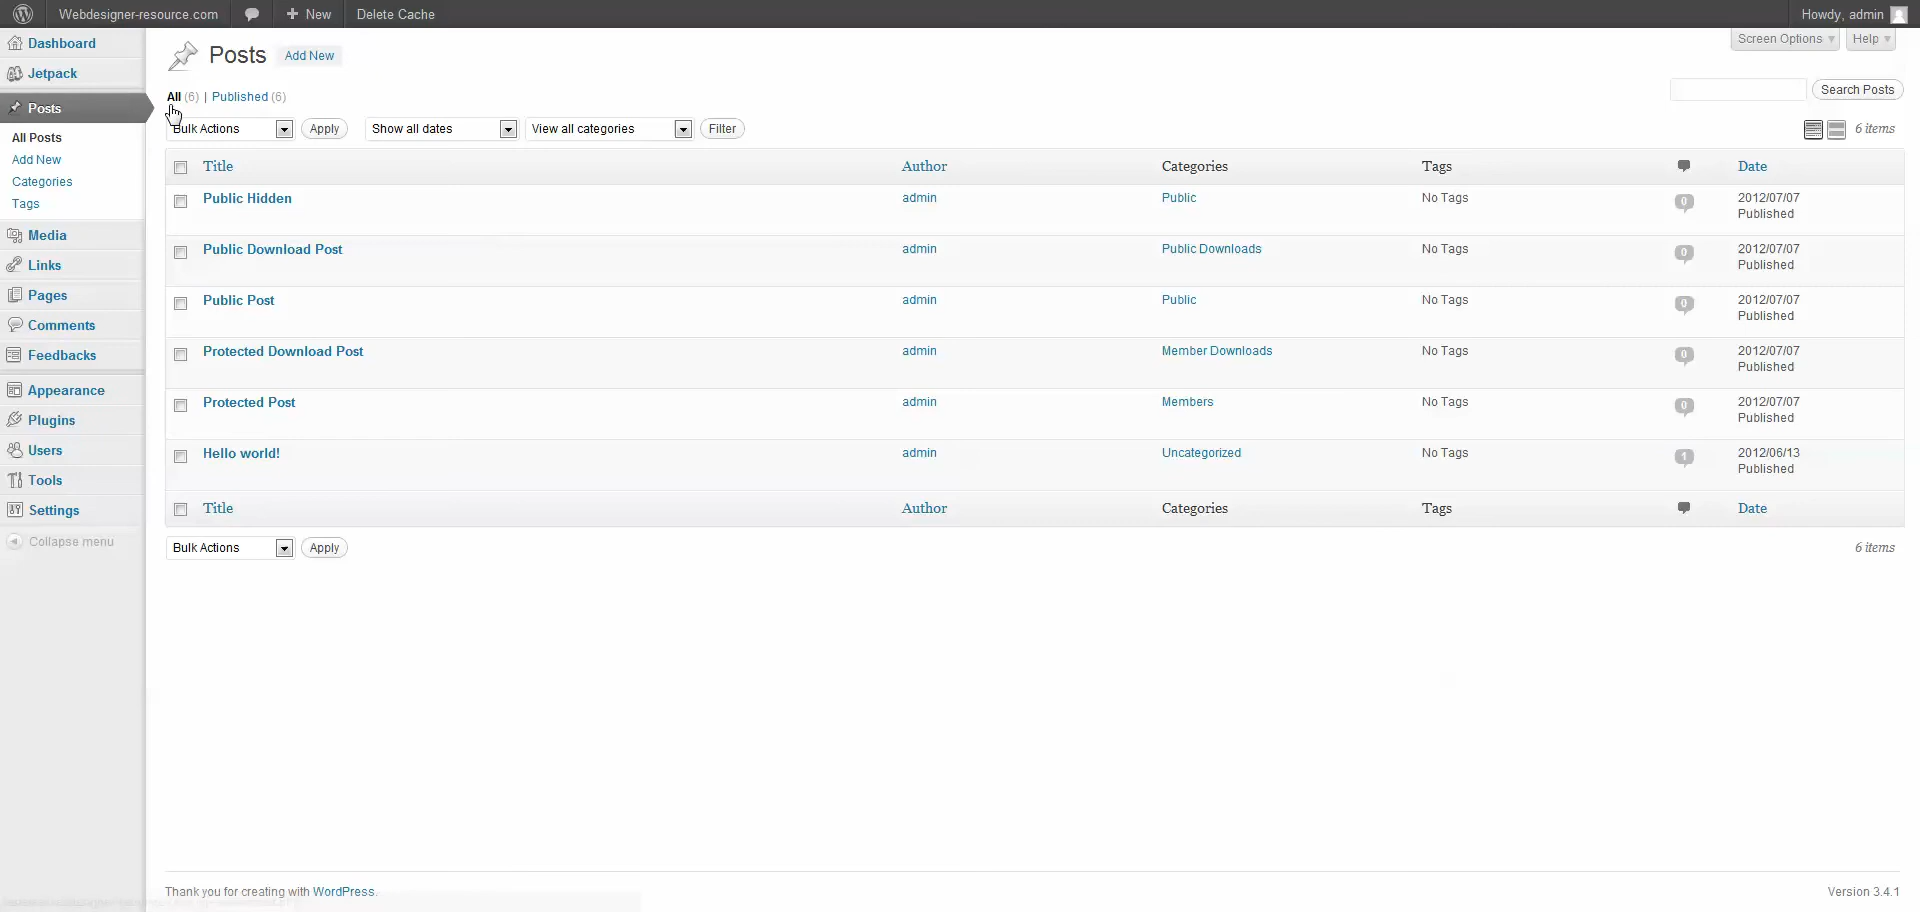 Webdesigner-resource.com + New Delete Cache Howdy, admin
Dashboard
Jetpack
Posts
All Posts
Add New
Categories
Tags
Media
Links
Pages
Comments
Feedbacks
Appearance
Plugins
Users
Tools
Settings
Collapse menu
Posts Add New
Screen Options Help
All (6) | Published (6)
Search Posts
Bulk Actions Apply Show all dates View all categories Filter 6 items
Title Author Categories Tags Date
Public Hidden admin Public No Tags 0 2012/07/07
Published
Public Download Post admin Public Downloads No Tags 0 2012/07/07
Published
Public Post admin Public No Tags 0 2012/07/07
Published
Protected Download Post admin Member Downloads No Tags 0 2012/07/07
Published
Protected Post admin Members No Tags 0 2012/07/07
Published
Hello world! admin Uncategorized No Tags 1 2012/06/13
Published
Title Author Categories Tags Date
Bulk Actions Apply 6 items
Thank you for creating with WordPress. Version 3.4.1